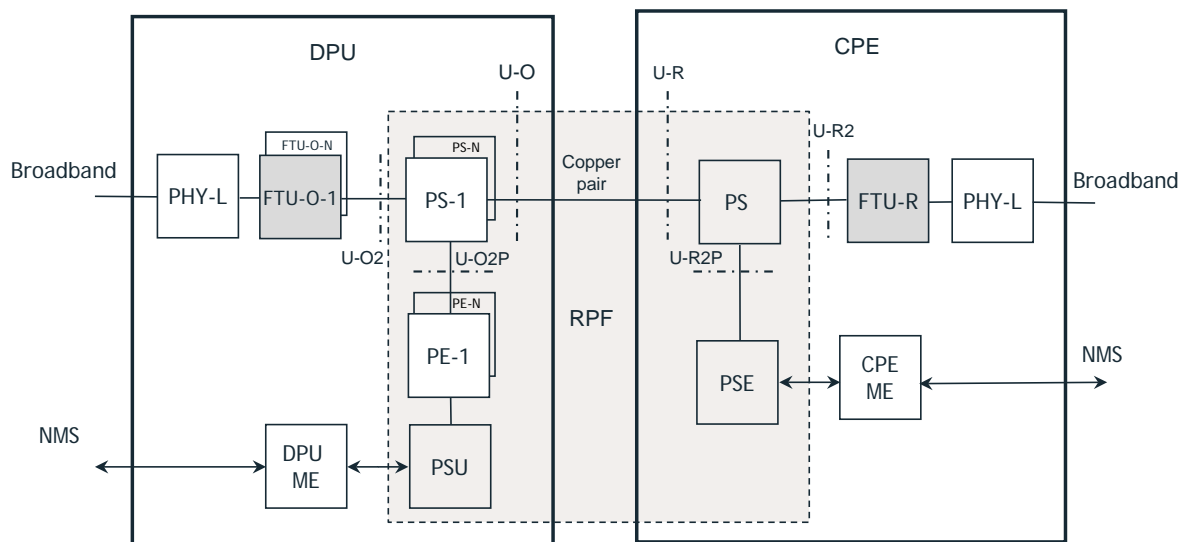 DPU
CPE
U-O
U-R
U-R2
Broadband
PHY-L
FTU-O-N
FTU-O-1
PS-N
PS-1
Copper
pair
PS
FTU-R
PHY-L
Broadband
U-O2
U-O2P
U-R2P
PE-N
PE-1
RPF
PSE
CPE
ME
NMS
NMS
DPU
ME
PSU